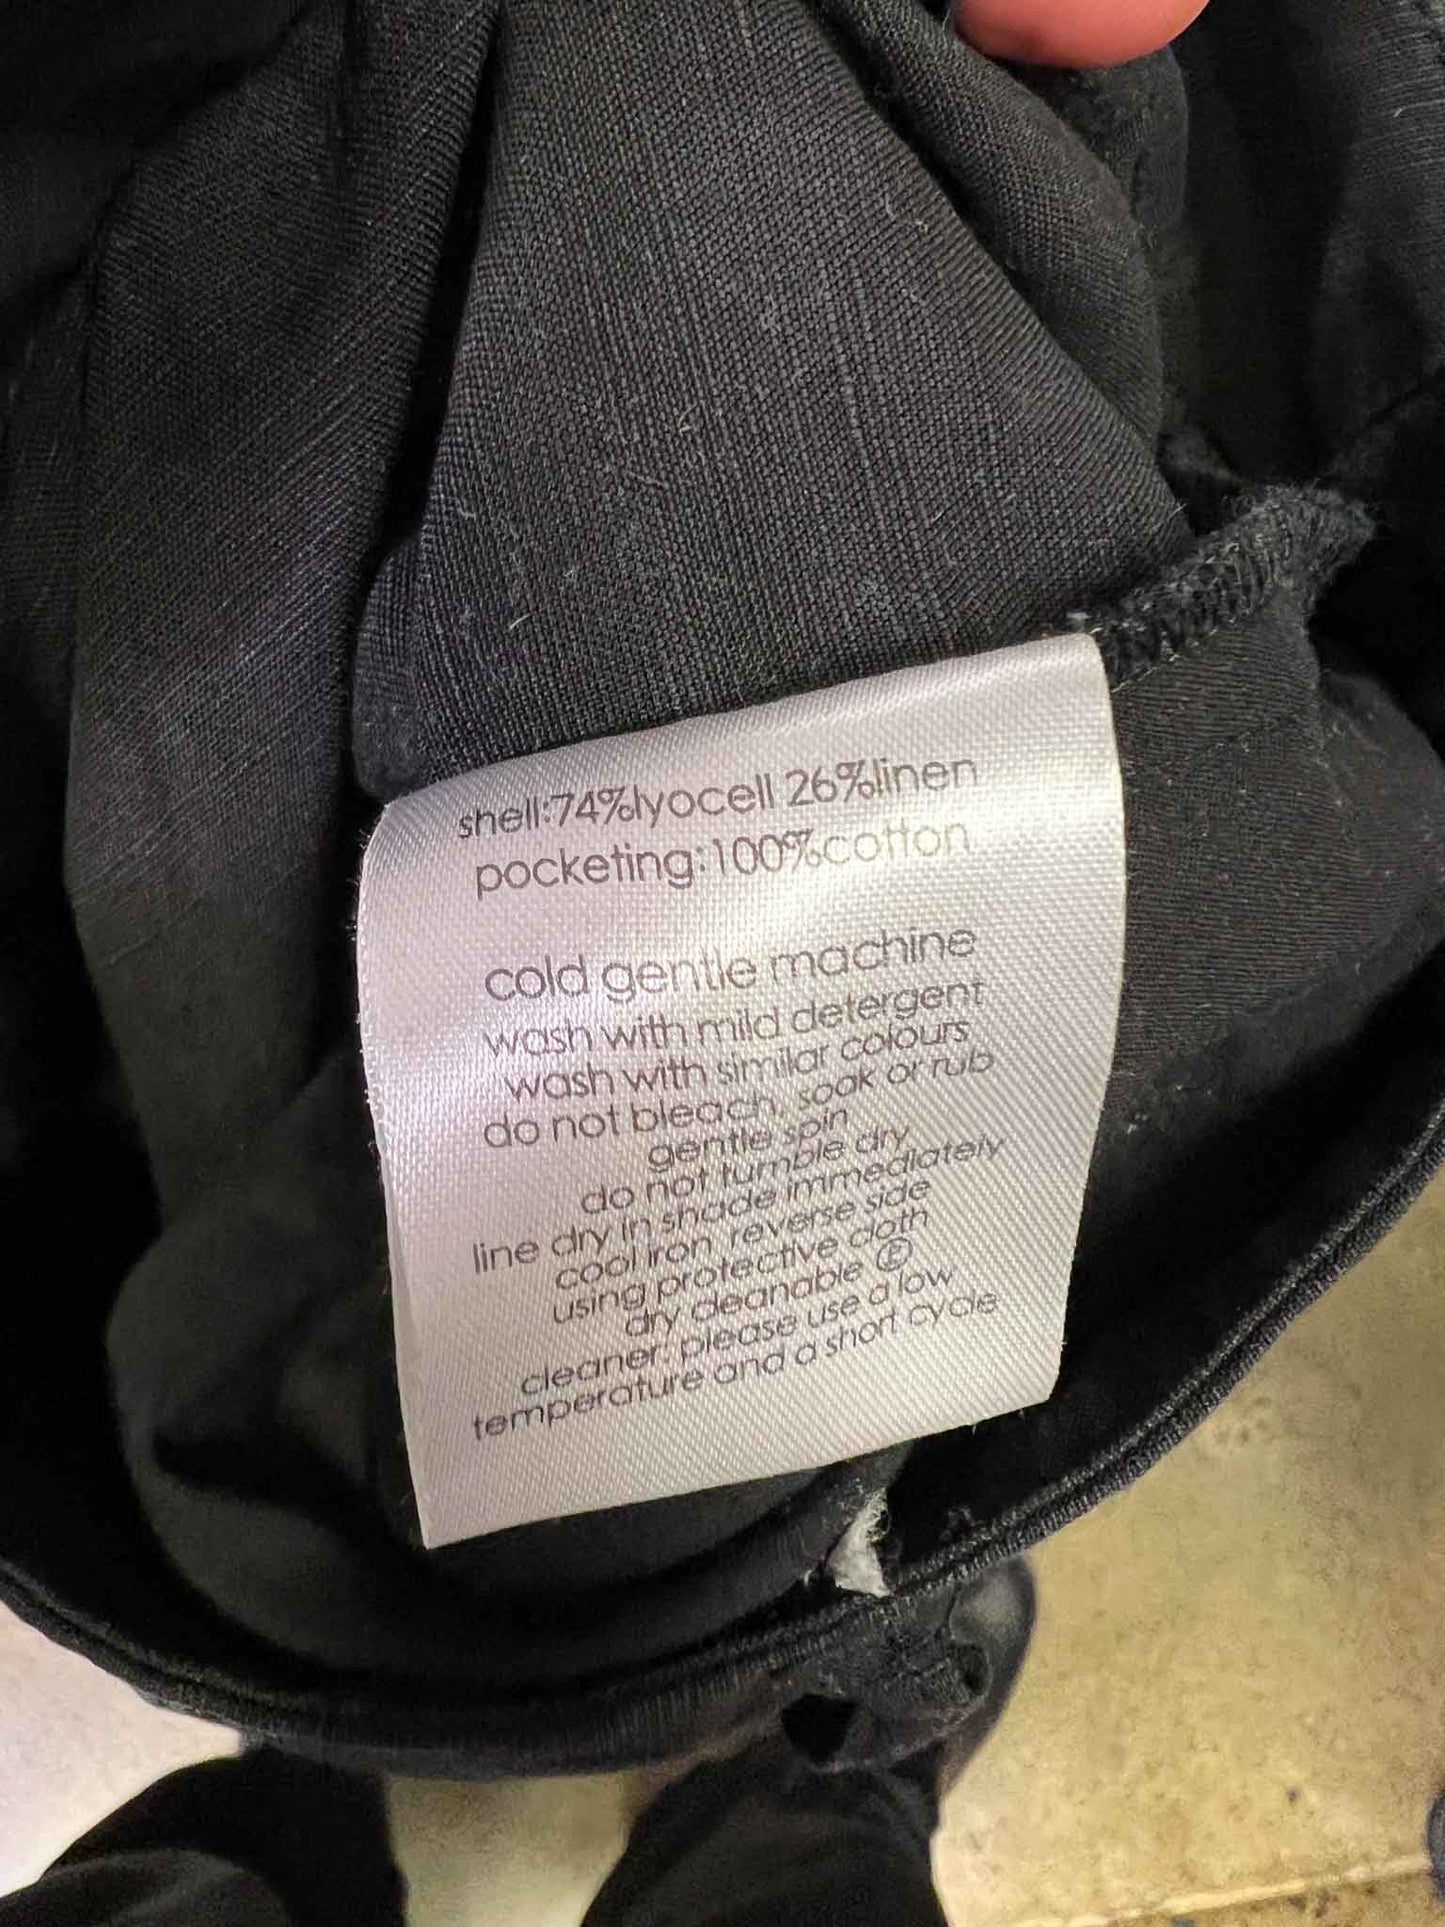 shell:74%lyocell 26%linen
pocketing:100%cotton
cold gentle machine
wash with mild detergent
wash with similar colours
do not bleach, soak or rub
gentle spin
do not tumble dry
line dry in shade immediately
cool iron reverse side
using protective cloth
dry cleanable Ⓟ
cleaner: please use a low
temperature and a short cycle